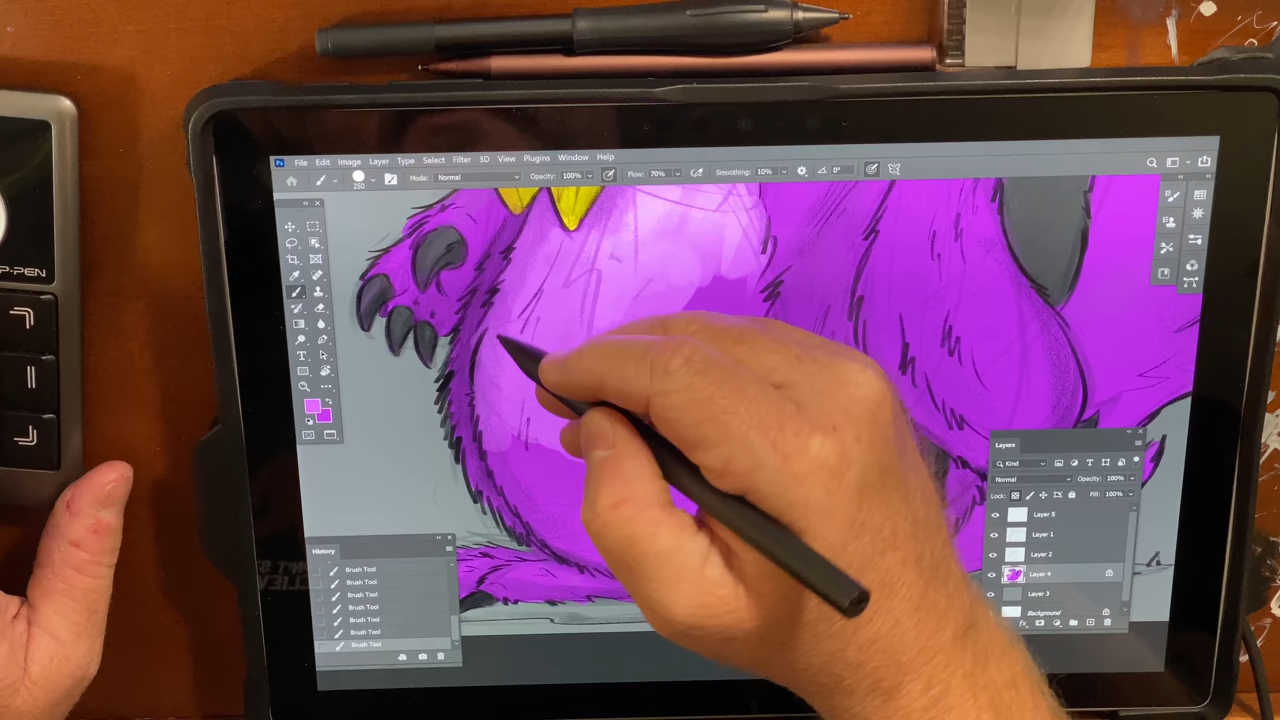 P-PEN
Ps File Edit Image Layer Type Select Filter 3D View Plugins Window Help
250 Mode: Normal Opacity: 100% Flow: 70% Smoothing: 10% 0°
Layers
Kind
Normal Opacity: 100%
Lock: Fill: 100%
Layer 5
Layer 1
Layer 2
Layer 4
Layer 3
Background
fx
History
Brush Tool
Brush Tool
Brush Tool
Brush Tool
Brush Tool
Brush Tool
Brush Tool